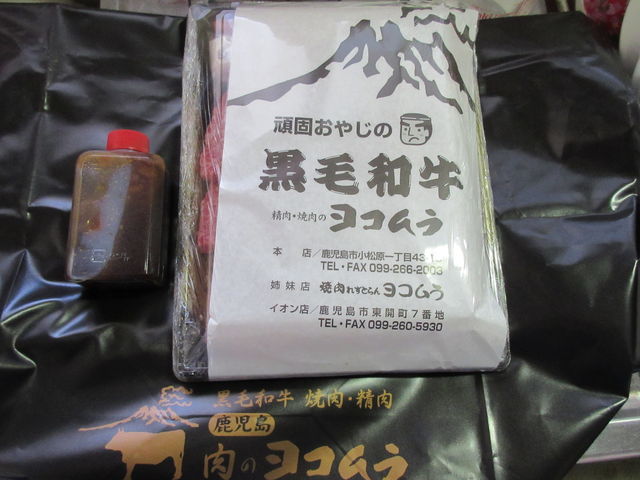 頑固おやじの
黒毛和牛
精肉・焼肉の ヨコムラ
本 店／鹿児島市小松原一丁目43
TEL・FAX 099-266-2003
姉妹店 焼肉れすとらん ヨコムラ
イオン店／鹿児島市東開町7番地
TEL・FAX 099-260-5930
黒毛和牛 焼肉・精肉
鹿児島
肉のヨコムラ